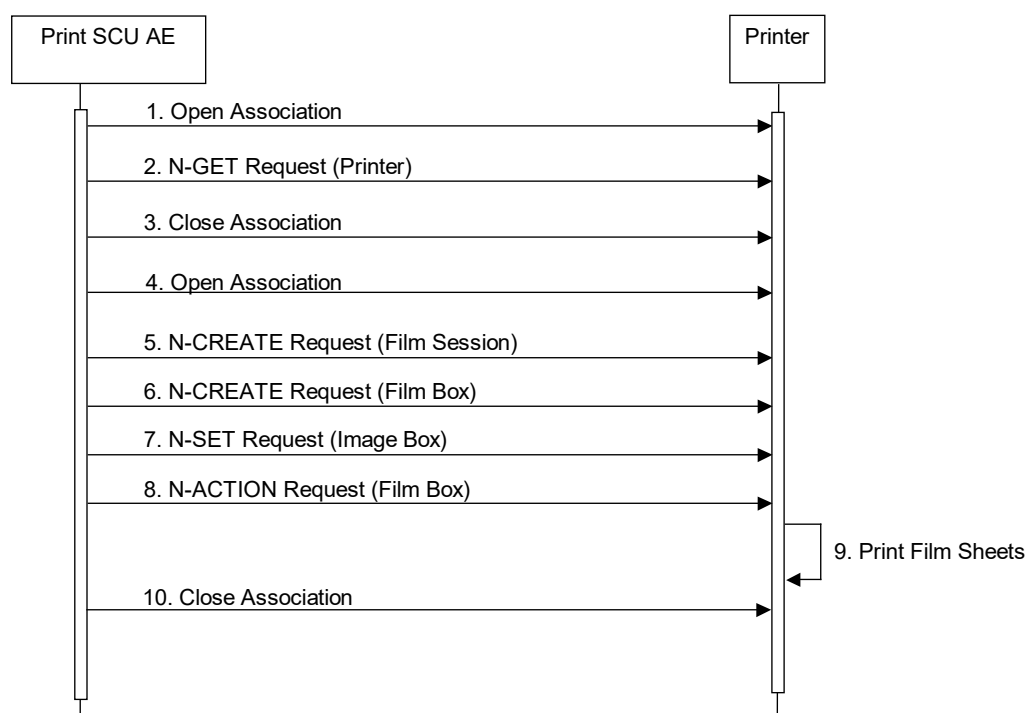 Print SCU AE
Printer
1. Open Association
2. N-GET Request (Printer)
3. Close Association
4. Open Association
5. N-CREATE Request (Film Session)
6. N-CREATE Request (Film Box)
7. N-SET Request (Image Box)
8. N-ACTION Request (Film Box)
9. Print Film Sheets
10. Close Association